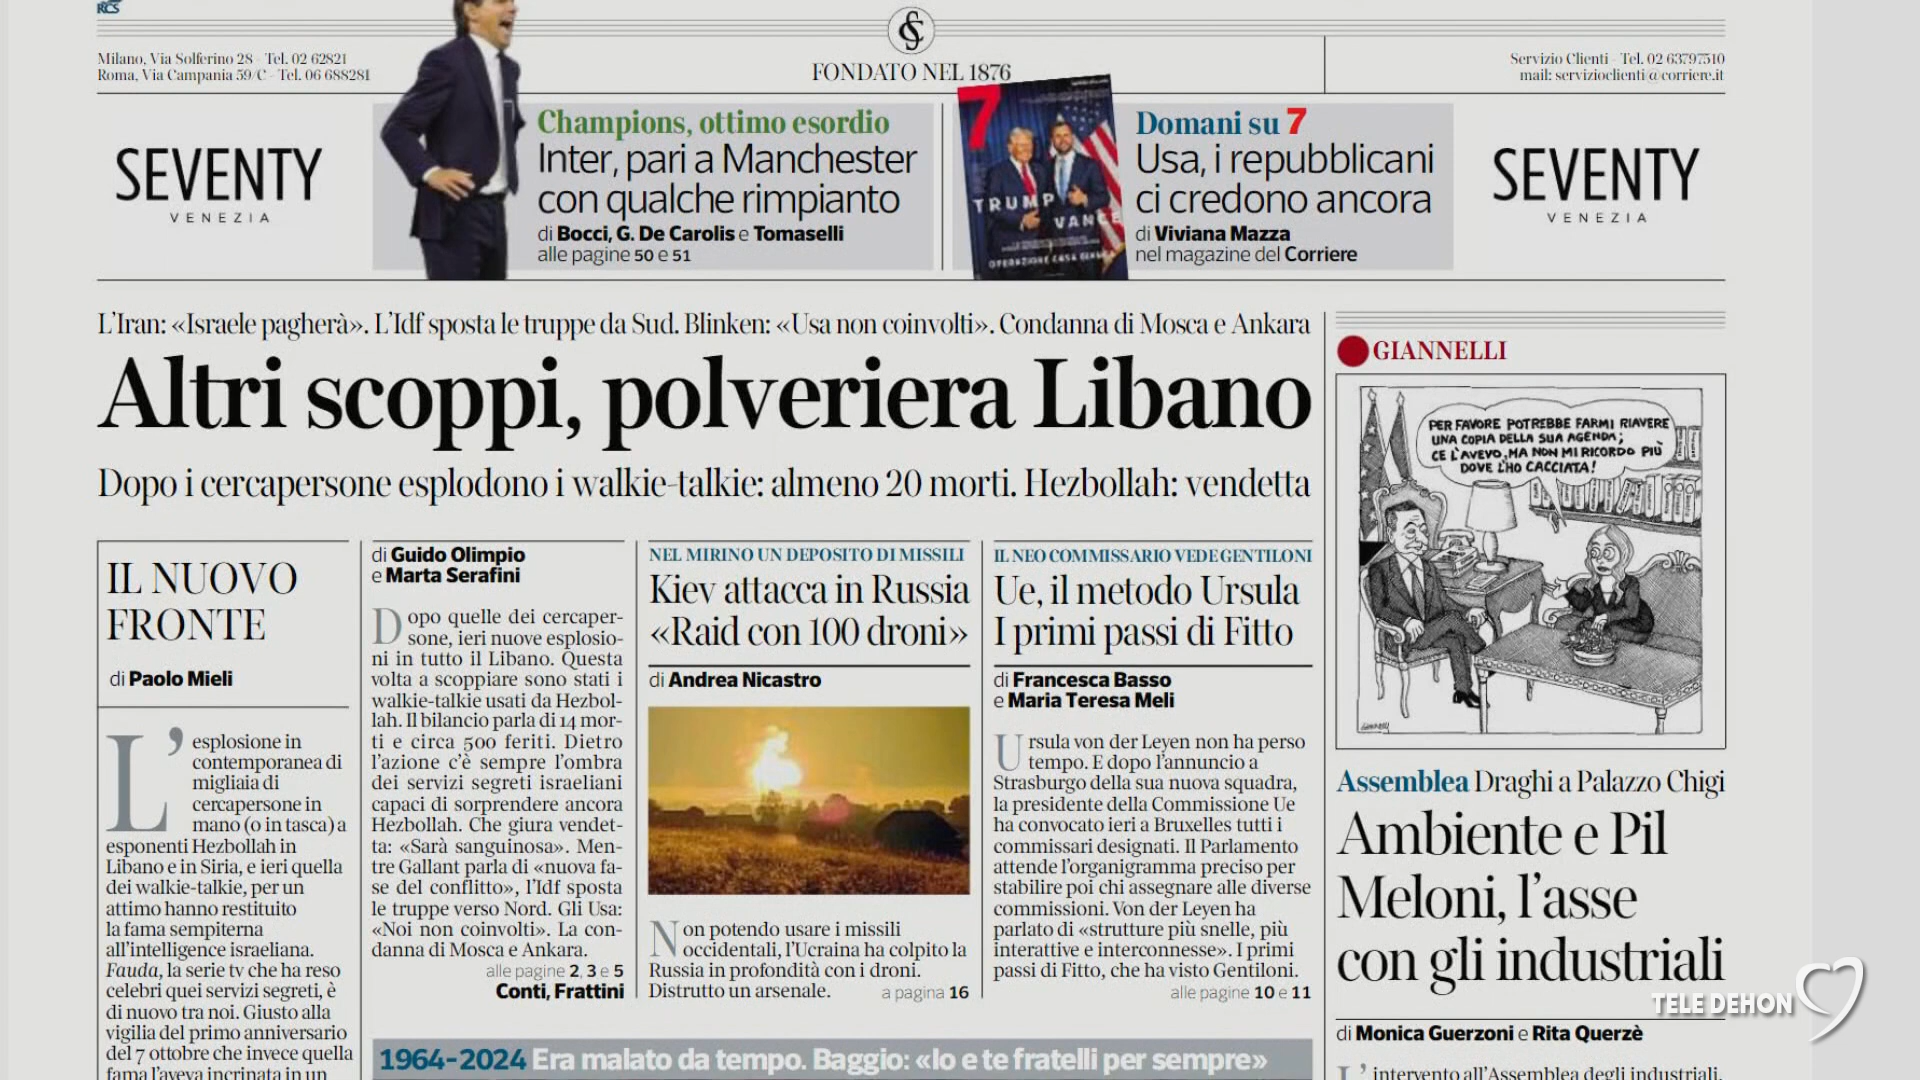 RCS
Milano, Via Solferino 28 - Tel. 02 62821
Roma, Via Campania 59/C - Tel. 06 688281
FONDATO NEL 1876
Servizio Clienti - Tel. 02 63797510
mail: servizioclienti@corriere.it
SEVENTY
VENEZIA
Champions, ottimo esordio
Inter, pari a Manchester
con qualche rimpianto
di Bocci, G. De Carolis e Tomaselli
alle pagine 50 e 51
7
TRUMP
VANCE
Domani su 7
Usa, i repubblicani
ci credono ancora
di Viviana Mazza
nel magazine del Corriere
SEVENTY
VENEZIA
L'Iran: «Israele pagherà». L'Idf sposta le truppe da Sud. Blinken: «Usa non coinvolti». Condanna di Mosca e Ankara
Altri scoppi, polveriera Libano
Dopo i cercapersone esplodono i walkie-talkie: almeno 20 morti. Hezbollah: vendetta
IL NUOVO
FRONTE
di Paolo Mieli
L'esplosione in
contemporanea di
migliaia di
cercapersone in
mano (o in tasca) a
esponenti Hezbollah in
Libano e in Siria, e ieri quella
dei walkie-talkie, per un
attimo hanno restituito
la fama sempiterna
all'intelligence israeliana.
Fauda, la serie tv che ha reso
celebri quei servizi segreti, è
di nuovo tra noi. Giusto alla
vigilia del primo anniversario
del 7 ottobre che invece quella
fama l'aveva incrinata in un
di Guido Olimpio
e Marta Serafini
Dopo quelle dei cercaper-
sone, ieri nuove esplosio-
ni in tutto il Libano. Questa
volta a scoppiare sono stati i
walkie-talkie usati da Hezbol-
lah. Il bilancio parla di 14 mor-
ti e circa 500 feriti. Dietro
l'azione c'è sempre l'ombra
dei servizi segreti israeliani
capaci di sorprendere ancora
Hezbollah. Che giura vendet-
ta: «Sarà sanguinosa». Men-
tre Gallant parla di «nuova fa-
se del conflitto», l'Idf sposta
le truppe verso Nord. Gli Usa:
«Noi non coinvolti». La con-
danna di Mosca e Ankara.
alle pagine 2, 3 e 5
Conti, Frattini
NEL MIRINO UN DEPOSITO DI MISSILI
Kiev attacca in Russia
«Raid con 100 droni»
di Andrea Nicastro
Non potendo usare i missili
occidentali, l'Ucraina ha colpito la
Russia in profondità con i droni.
Distrutto un arsenale.
a pagina 16
IL NEO COMMISSARIO VEDE GENTILONI
Ue, il metodo Ursula
I primi passi di Fitto
di Francesca Basso
e Maria Teresa Meli
Ursula von der Leyen non ha perso
tempo. E dopo l'annuncio a
Strasburgo della sua nuova squadra,
la presidente della Commissione Ue
ha convocato ieri a Bruxelles tutti i
commissari designati. Il Parlamento
attende l'organigramma preciso per
stabilire poi chi assegnare alle diverse
commissioni. Von der Leyen ha
parlato di «strutture più snelle, più
interattive e interconnesse». I primi
passi di Fitto, che ha visto Gentiloni.
alle pagine 10 e 11
1964-2024 Era malato da tempo. Baggio: «Io e te fratelli per sempre»
GIANNELLI
PER FAVORE POTREBBE FARMI RIAVERE
UNA COPIA DELLA SUA AGENDA;
CE L'AVEVO, MA NON MI RICORDO PIÙ
DOVE L'HO CACCIATA!
GIANNELLI
Assemblea Draghi a Palazzo Chigi
Ambiente e Pil
Meloni, l'asse
con gli industriali
di Monica Guerzoni e Rita Querzè
L'intervento all'Assemblea degli industriali.
TELE DEHON